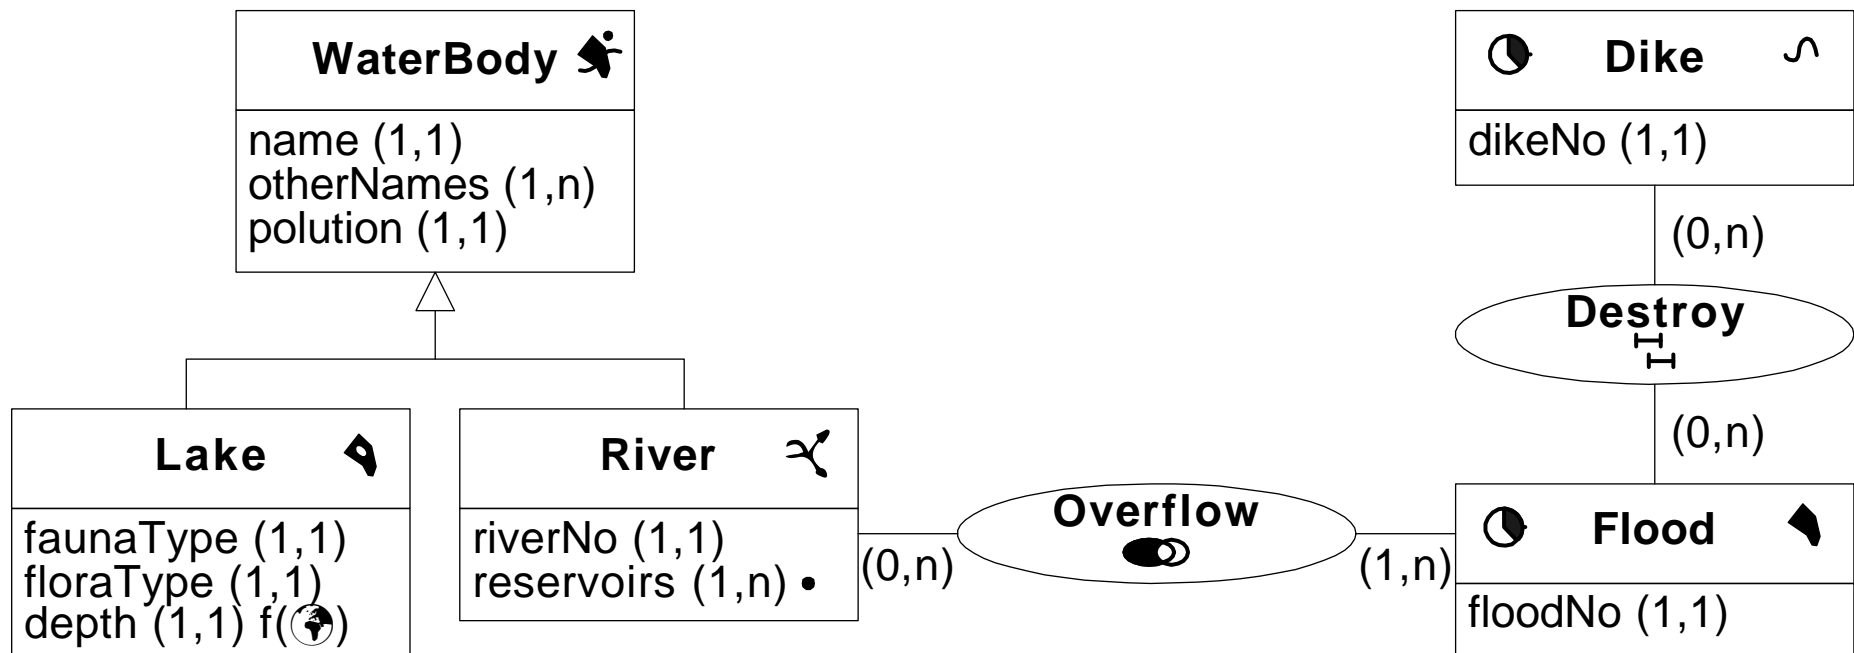 WaterBody
name (1,1)
otherNames (1,n)
polution (1,1)
Lake
faunaType (1,1)
floraType (1,1)
depth (1,1) f()
River
riverNo (1,1)
reservoirs (1,n)
(0,n)
Overflow
(1,n)
Dike
dikeNo (1,1)
(0,n)
Destroy
(0,n)
Flood
floodNo (1,1)